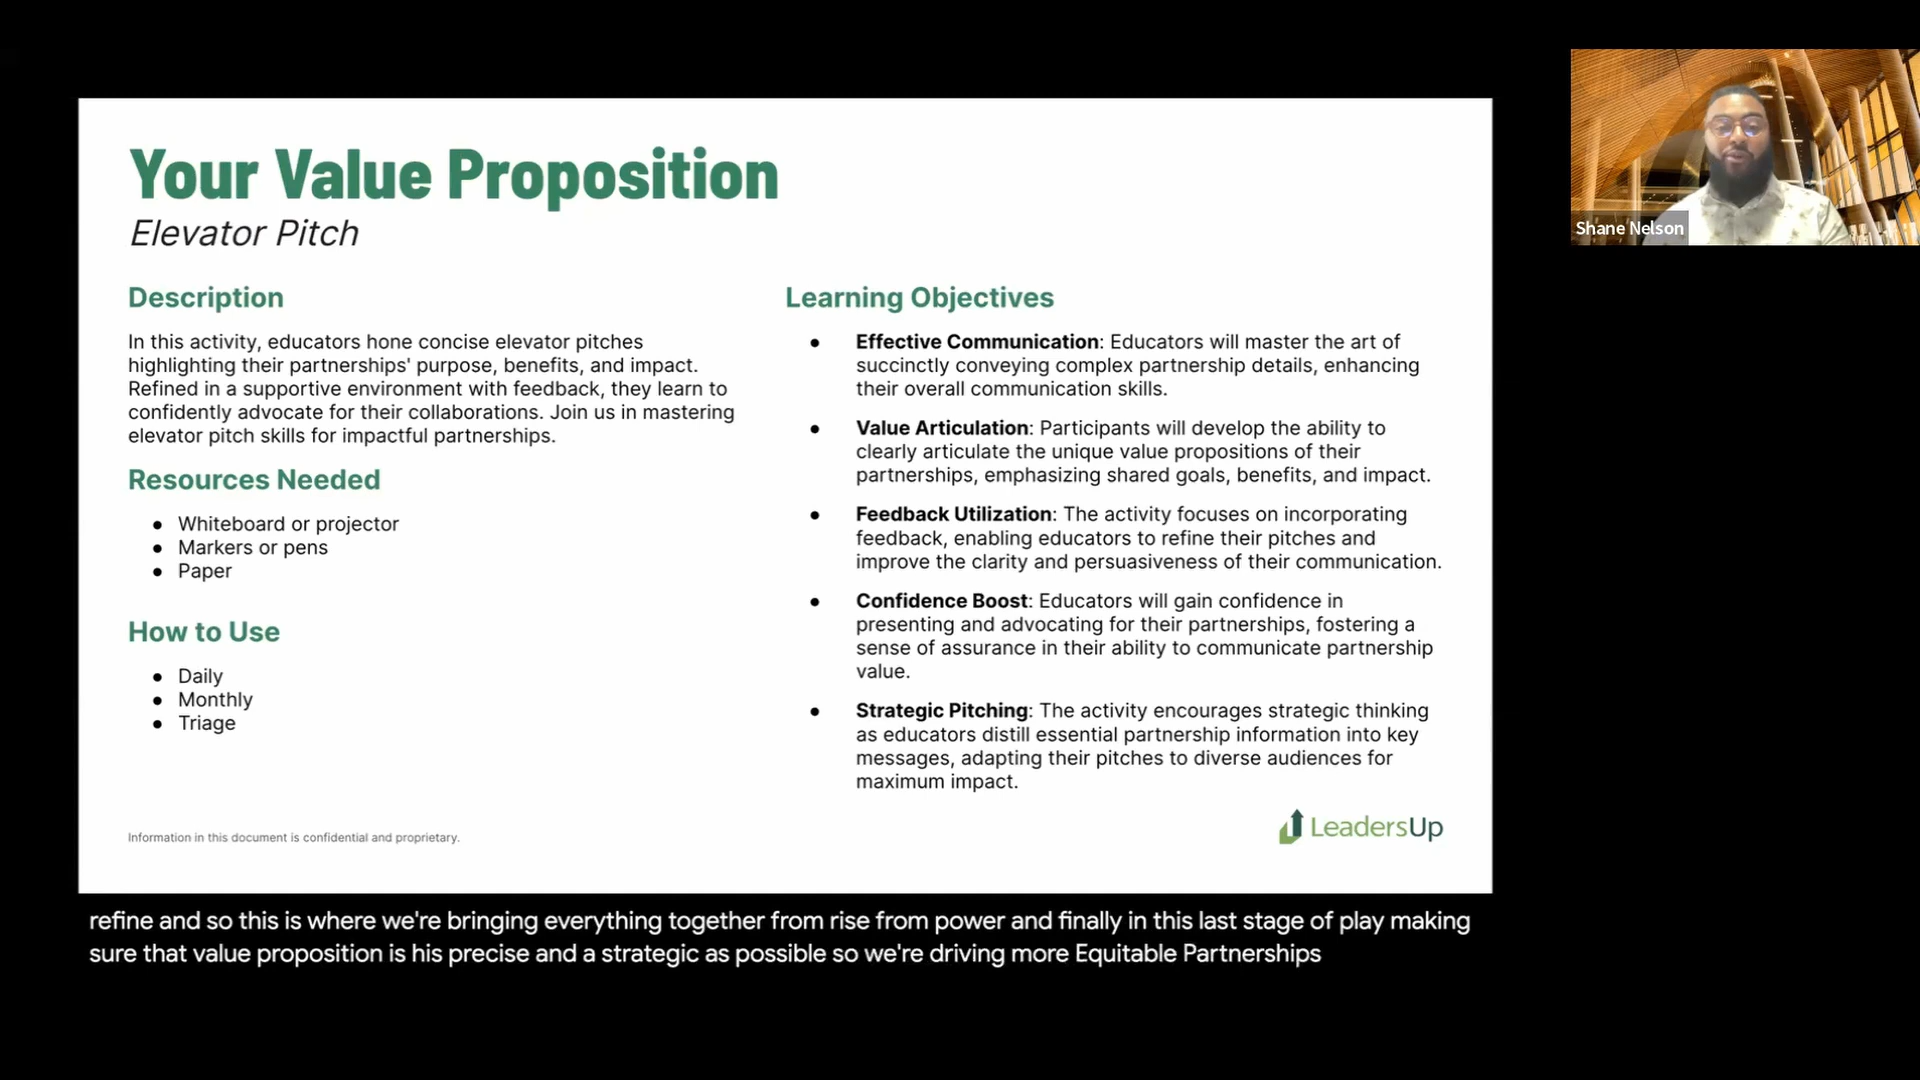 Your Value Proposition
Elevator Pitch
Description
In this activity, educators hone concise elevator pitches
highlighting their partnerships' purpose, benefits, and impact.
Refined in a supportive environment with feedback, they learn to
confidently advocate for their collaborations. Join us in mastering
elevator pitch skills for impactful partnerships.
Resources Needed
● Whiteboard or projector
● Markers or pens
● Paper
How to Use
● Daily
● Monthly
● Triage
Information in this document is confidential and proprietary.
Learning Objectives
● Effective Communication: Educators will master the art of
succinctly conveying complex partnership details, enhancing
their overall communication skills.
● Value Articulation: Participants will develop the ability to
clearly articulate the unique value propositions of their
partnerships, emphasizing shared goals, benefits, and impact.
● Feedback Utilization: The activity focuses on incorporating
feedback, enabling educators to refine their pitches and
improve the clarity and persuasiveness of their communication.
● Confidence Boost: Educators will gain confidence in
presenting and advocating for their partnerships, fostering a
sense of assurance in their ability to communicate partnership
value.
● Strategic Pitching: The activity encourages strategic thinking
as educators distill essential partnership information into key
messages, adapting their pitches to diverse audiences for
maximum impact.
LeadersUp
Shane Nelson
refine and so this is where we're bringing everything together from rise from power and finally in this last stage of play making
sure that value proposition is his precise and a strategic as possible so we're driving more Equitable Partnerships